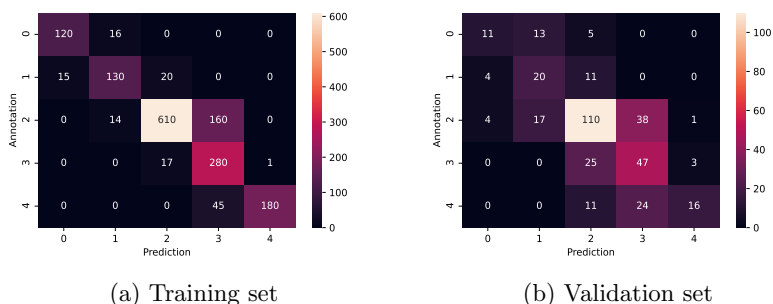 0 120 16 0 0 0
1 15 130 20 0 0
2 0 14 610 160 0
3 0 0 17 280 1
4 0 0 0 45 180
0 1 2 3 4
Prediction
Annotation
600
500
400
300
200
100
0
(a) Training set
0 11 13 5 0 0
1 4 20 11 0 0
2 4 17 110 38 1
3 0 0 25 47 3
4 0 0 11 24 16
0 1 2 3 4
Prediction
Annotation
100
80
60
40
20
0
(b) Validation set